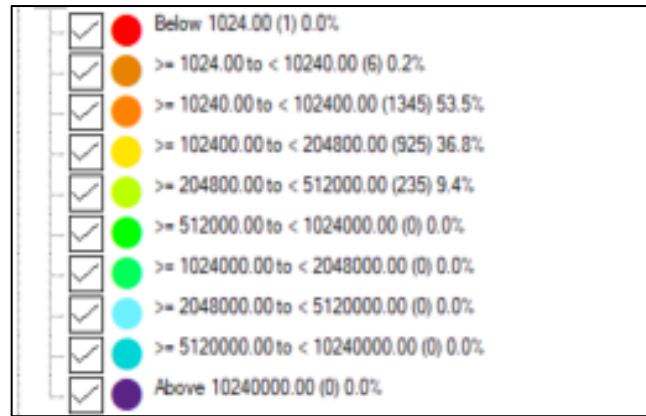 Below 1024.00 (1) 0.0%
>= 1024.00 to < 10240.00 (6) 0.2%
>= 10240.00 to < 102400.00 (1345) 53.5%
>= 102400.00 to < 204800.00 (925) 36.8%
>= 204800.00 to < 512000.00 (235) 9.4%
>= 512000.00 to < 1024000.00 (0) 0.0%
>= 1024000.00 to < 2048000.00 (0) 0.0%
>= 2048000.00 to < 5120000.00 (0) 0.0%
>= 5120000.00 to < 10240000.00 (0) 0.0%
Above 10240000.00 (0) 0.0%